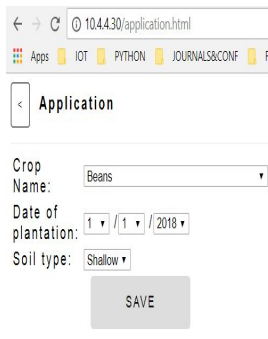 10.4.4.30/application.html
Apps IOT PYTHON JOURNALS&CONF
< Application
Crop Name: Beans
Date of plantation: 1 / 1 / 2018
Soil type: Shallow
SAVE